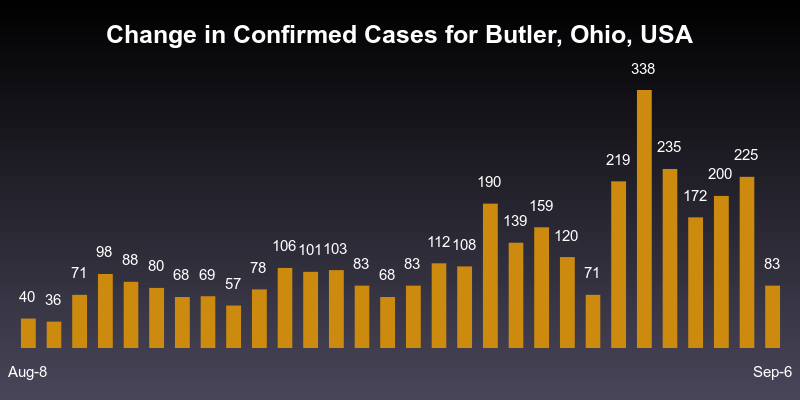 Change in Confirmed Cases for Butler, Ohio, USA
40 36 71 98 88 80 68 69 57 78 106 101 103 83 68 83 112 108 190 139 159 120 71 219 338 235 172 200 225 83
Aug-8 Sep-6